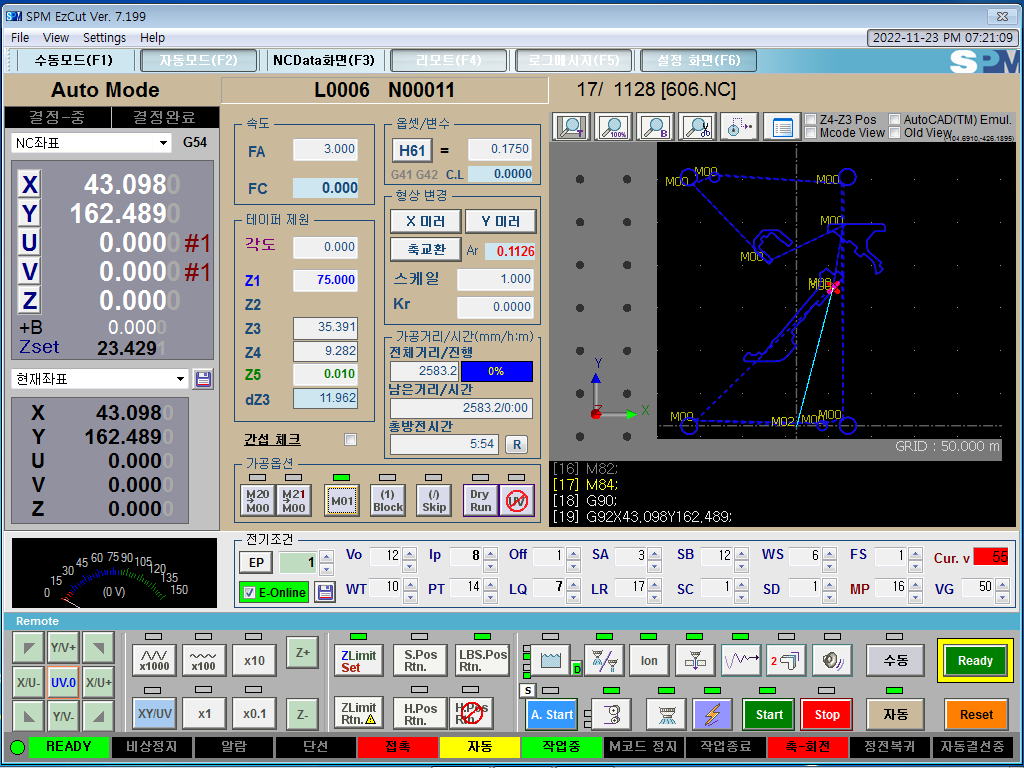 SPM EzCut Ver. 7.199
File View Settings Help
2022-11-23 PM 07:21:09
수동모드(F1) 자동모드(F2) NCData화면(F3) 리모트(F4) 로그메시지(F5) 설정 화면(F6) SPM
Auto Mode
L0006 N00011
17/ 1128 [606.NC]
결정-중 결정완료
NC좌표 G54
X 43.0980
Y 162.4890
U 0.0000 #1
V 0.0000 #1
Z 0.0000
+B 0.0000
Zset 23.4291
현재좌표
X 43.0980
Y 162.4890
U 0.0000
V 0.0000
Z 0.0000
속도
FA 3.000
FC 0.000
테이퍼 제원
각도 0.000
Z1 75.000
Z2
Z3 35.391
Z4 9.282
Z5 0.010
dZ3 11.962
간섭 체크
옵셋/변수
H61 = 0.1750
G41 G42 C.L 0.0000
형상 변경
X 미러 Y 미러
축교환 Ar 0.1126
스케일 1.000
Kr 0.0000
가공거리/시간(mm/h:m)
전체거리/진행
2583.2 0%
남은거리/시간
2583.2/0:00
총방전시간
5:54 R
가공옵션
M20 M00 M21 M00 M01 (1) Block (/) Skip Dry Run UV
T 100% B
Z4-Z3 Pos AutoCAD(TM) Emul.
Mcode View Old View
(-104.6910,-426.1895)
M00 M00 M00
M00
M00
M00
M00
M00 M02 M00 M00
Y
X
GRID : 50.000 m
[16] M82;
[17] M84;
[18] G90;
[19] G92X43.098Y162.489;
0 15 30 45 60 75 90 105 120 135 150
(0 V)
전기조건
EP 1 Vo 12 Ip 8 Off 1 SA 3 SB 12 WS 6 FS 1 Cur. v 55
E-Online WT 10 PT 14 LQ 7 LR 17 SC 1 SD 1 MP 16 VG 50
Remote
Y/V+ x1000 x100 x10 Z+ ZLimit Set S.Pos Rtn. LBS.Pos Rtn. D Ion 2 수동 Ready
X/U- UV.0 X/U+
Y/V- XY/UV x1 x0.1 Z- ZLimit Rtn. H.Pos Rtn. H.Pos Rtn. S A. Start Start Stop 자동 Reset
READY 비상정지 알람 단선 접촉 자동 작업중 M코드 정지 작업종료 축-회전 정전복귀 자동결선중